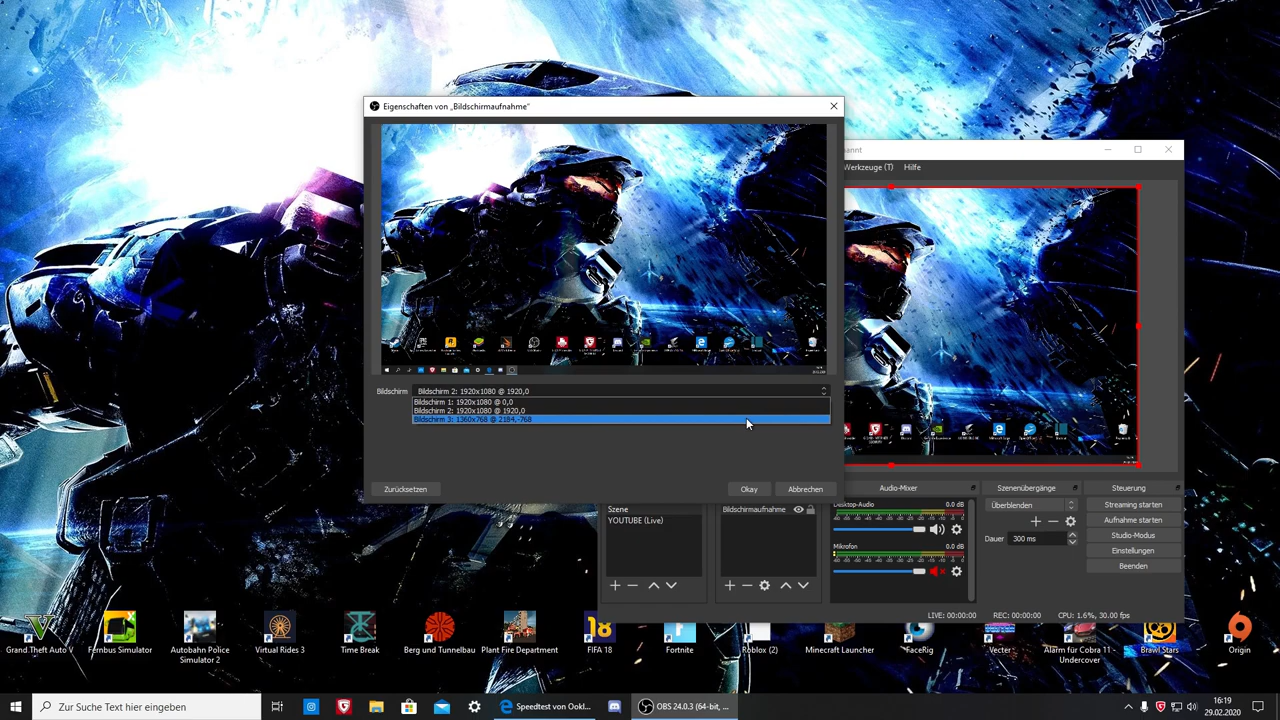 Eigenschaften von „Bildschirmaufnahme"
annt
Werkzeuge (T) Hilfe
Bildschirm Bildschirm 2: 1920x1080 @ 1920,0
Bildschirm 1: 1920x1080 @ 0,0
Bildschirm 2: 1920x1080 @ 1920,0
Bildschirm 3: 1360x768 @ 2184,-768
Zurücksetzen Okay Abbrechen
Audio-Mixer Szenenübergänge Steuerung
Szene
YOUTUBE (Live)
Bildschirmaufnahme
Desktop-Audio 0.0 dB
Mikrofon 0.0 dB
Überblenden
Dauer 300 ms
Streaming starten
Aufnahme starten
Studio-Modus
Einstellungen
Beenden
LIVE: 00:00:00 REC: 00:00:00 CPU: 1.6%, 30.00 fps
Grand Theft Auto V
Fernbus Simulator
Autobahn Police
Simulator 2
Virtual Rides 3
Time Break
Berg und Tunnelbau
Plant Fire Department
FIFA 18
Fortnite
Roblox (2)
Minecraft Launcher
FaceRig
Vecter
Alarm für Cobra 11 -
Undercover
Brawl Stars
Origin
Zur Suche Text hier eingeben
Speedtest von Ookl...
OBS 24.0.3 (64-bit, ...
16:19
29.02.2020